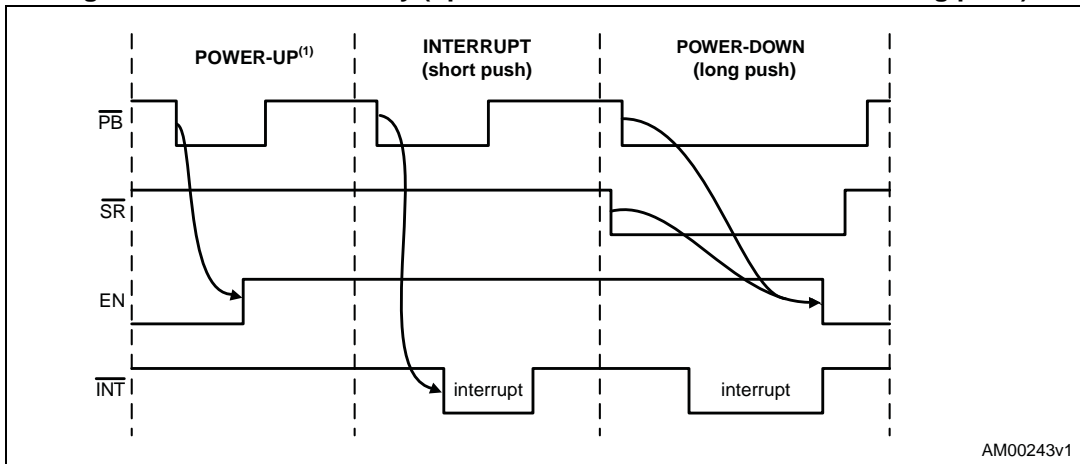 POWER-UP(1)
INTERRUPT
(short push)
POWER-DOWN
(long push)
PB
SR
EN
INT
interrupt
interrupt
AM00243v1